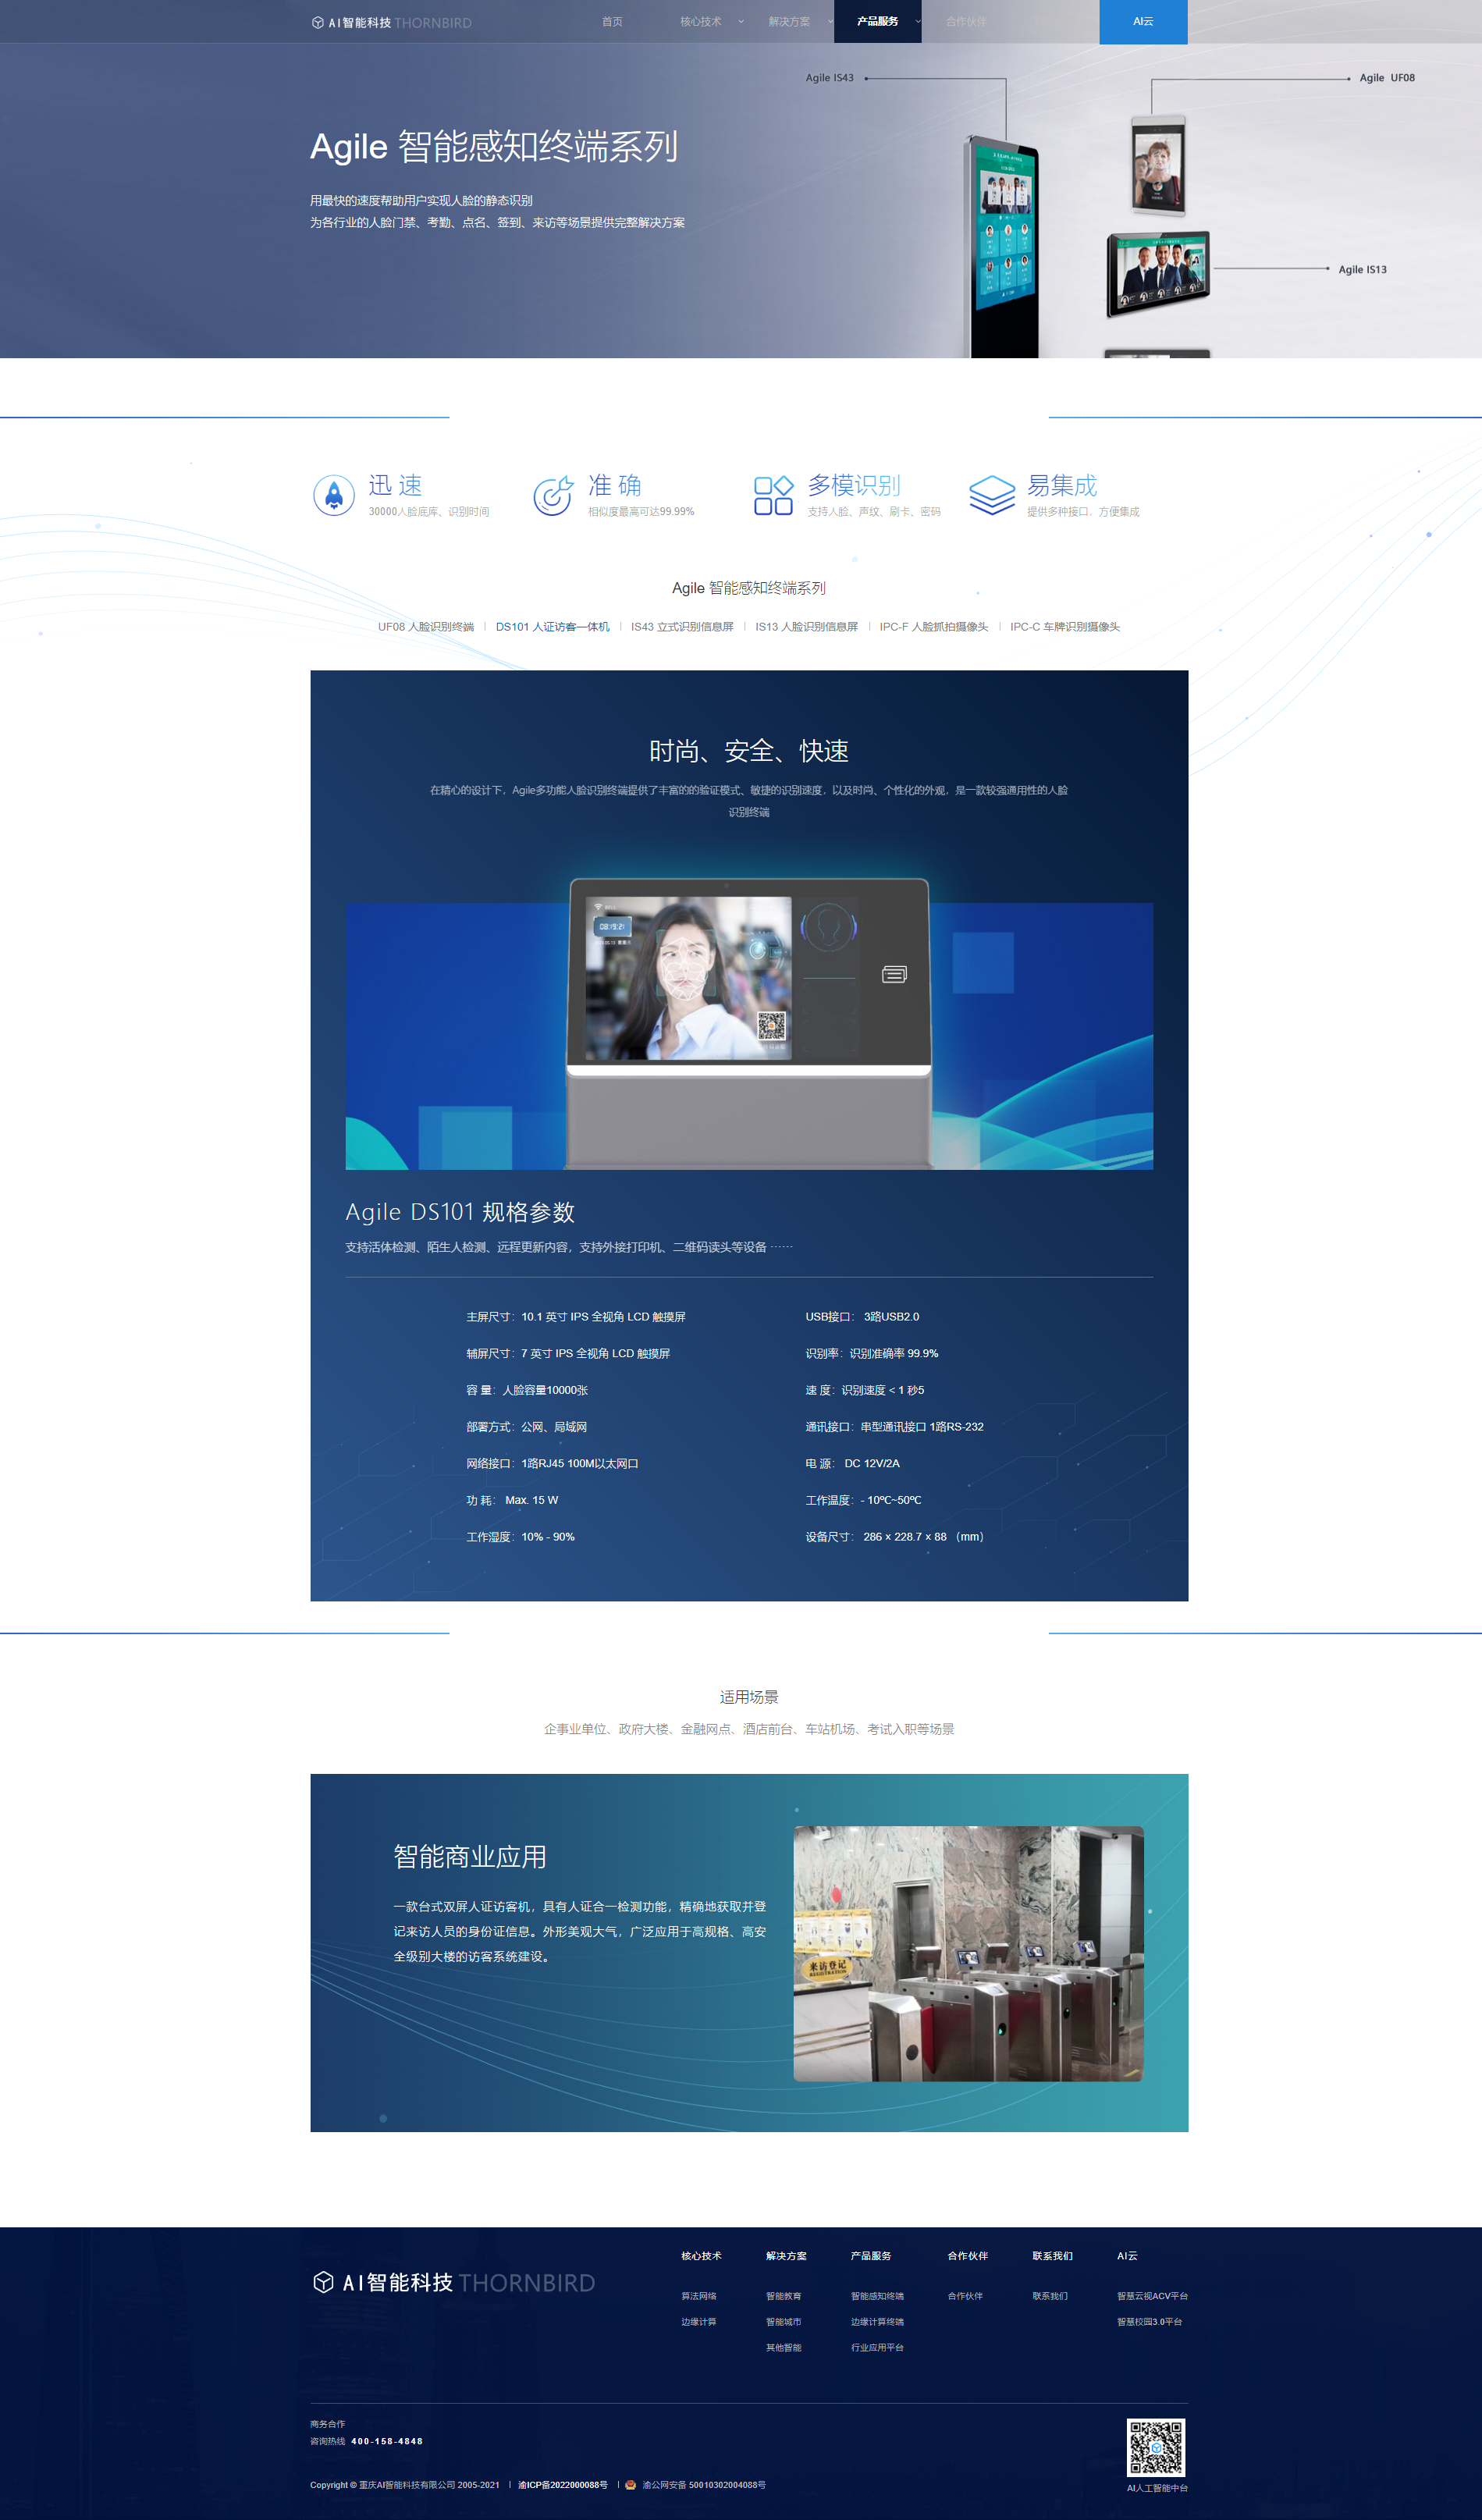 AI智能科技 THORNBIRD
首页
核心技术
解决方案
产品服务
合作伙伴
AI云
Agile IS43
Agile UF08
Agile 智能感知终端系列
用最快的速度帮助用户实现人脸的静态识别
为各行业的人脸门禁、考勤、点名、签到、来访等场景提供完整解决方案
Agile IS13
迅 速
30000人脸底库、识别时间
准 确
相似度最高可达99.99%
多模识别
支持人脸、声纹、刷卡、密码
易集成
提供多种接口，方便集成
Agile 智能感知终端系列
UF08 人脸识别终端 | DS101 人证访客一体机 | IS43 立式识别信息屏 | IS13 人脸识别信息屏 | IPC-F 人脸抓拍摄像头 | IPC-C 车牌识别摄像头
时尚、安全、快速
在精心的设计下，Agile多功能人脸识别终端提供了丰富的的验证模式、敏捷的识别速度，以及时尚、个性化的外观，是一款较强通用性的人脸
识别终端
Agile DS101 规格参数
支持活体检测、陌生人检测、远程更新内容，支持外接打印机、二维码读头等设备 ······
主屏尺寸：10.1 英寸 IPS 全视角 LCD 触摸屏
USB接口： 3路USB2.0
辅屏尺寸：7 英寸 IPS 全视角 LCD 触摸屏
识别率：识别准确率 99.9%
容 量：人脸容量10000张
速 度：识别速度 < 1 秒5
部署方式：公网、局域网
通讯接口：串型通讯接口 1路RS-232
网络接口：1路RJ45 100M以太网口
电 源： DC 12V/2A
功 耗： Max. 15 W
工作温度：- 10ºC~50ºC
工作湿度：10% - 90%
设备尺寸： 286 × 228.7 × 88 （mm）
适用场景
企事业单位、政府大楼、金融网点、酒店前台、车站机场、考试入职等场景
智能商业应用
一款台式双屏人证访客机，具有人证合一检测功能，精确地获取并登
记来访人员的身份证信息。外形美观大气，广泛应用于高规格、高安
全级别大楼的访客系统建设。
来访登记
REGISTRATION
AI智能科技 THORNBIRD
核心技术
算法网络
边缘计算
解决方案
智能教育
智能城市
其他智能
产品服务
智能感知终端
边缘计算终端
行业应用平台
合作伙伴
合作伙伴
联系我们
联系我们
AI云
智慧云视ACV平台
智慧校园3.0平台
商务合作
咨询热线 400-158-4848
Copyright © 重庆AI智能科技有限公司 2005-2021 | 渝ICP备2022000088号 | 渝公网安备 50010302004088号
AI人工智能中台